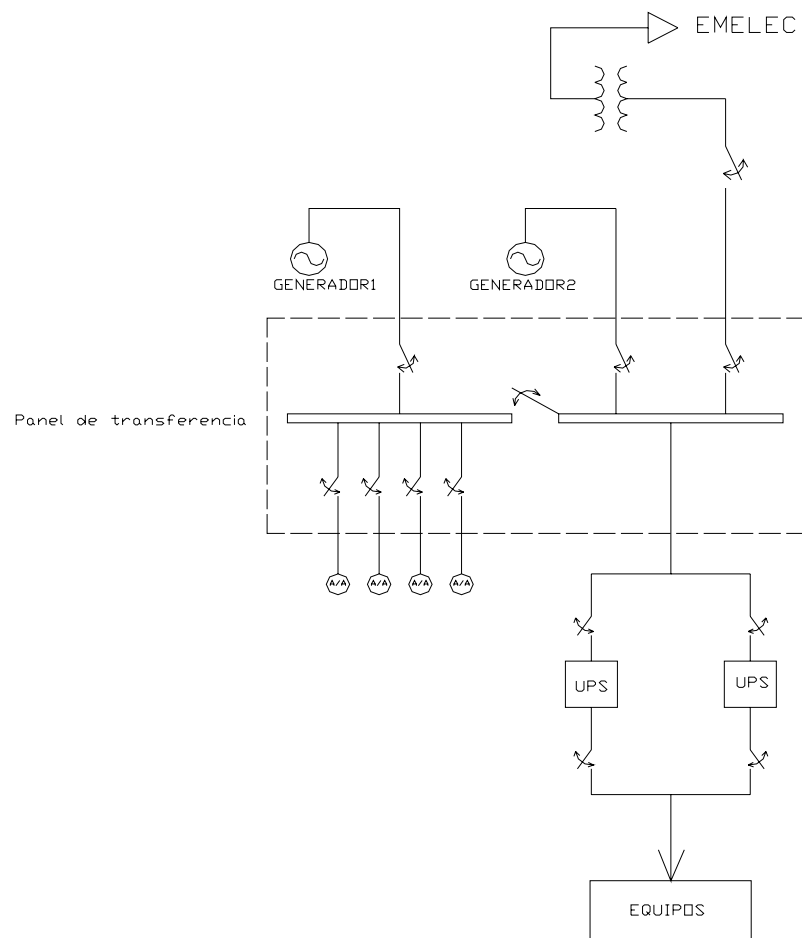 EMELEC
GENERADOR1
GENERADOR2
Panel de transferencia
A/A
A/A
A/A
A/A
UPS
UPS
EQUIPOS